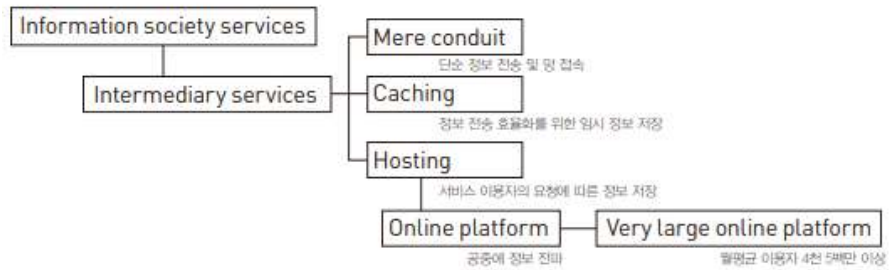 Information society services
Mere conduit
단순 정보 전송 및 망 접속
Intermediary services
Caching
정보 전송 효율화를 위한 임시 정보 저장
Hosting
서비스 이용자의 요청에 따른 정보 저장
Online platform
공중에 정보 전파
Very large online platform
월평균 이용자 4천 5백만 이상